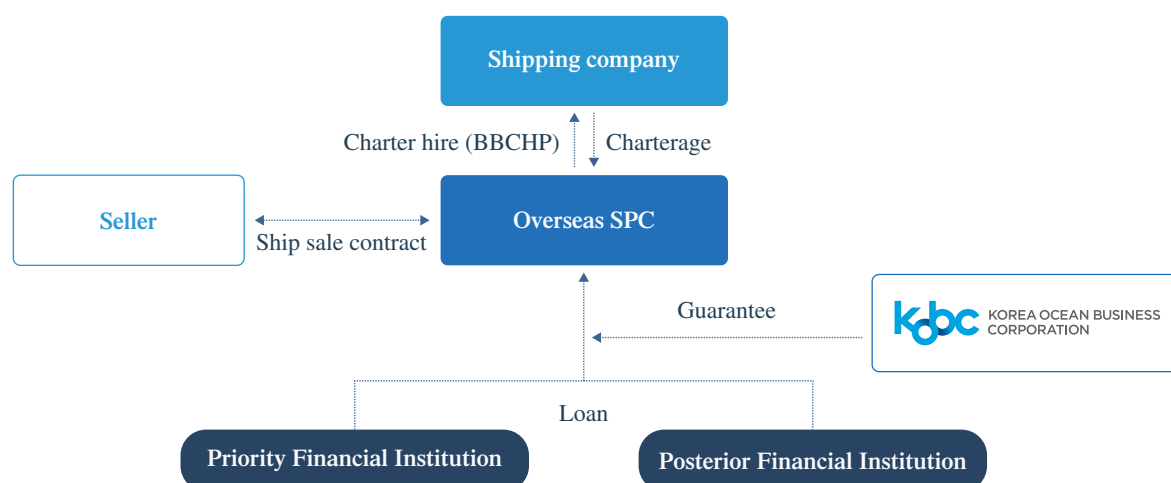 Shipping company
Charter hire (BBCHP)
Charterage
Seller
Ship sale contract
Overseas SPC
Guarantee
kobc KOREA OCEAN BUSINESS
CORPORATION
Loan
Priority Financial Institution
Posterior Financial Institution